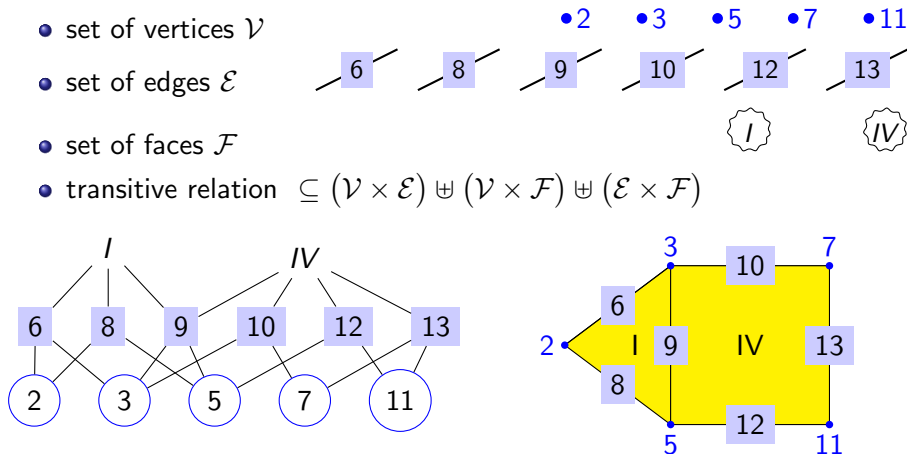 set of vertices 𝒱 2 3 5 7 11
set of edges ℰ 6 8 9 10 12 13
set of faces ℱ I IV
transitive relation ⊆ (𝒱 × ℰ) ⊎ (𝒱 × ℱ) ⊎ (ℰ × ℱ)
I IV
6 8 9 10 12 13
2 3 5 7 11
3 7
10
6
2 I 9 IV 13
8
12
5 11